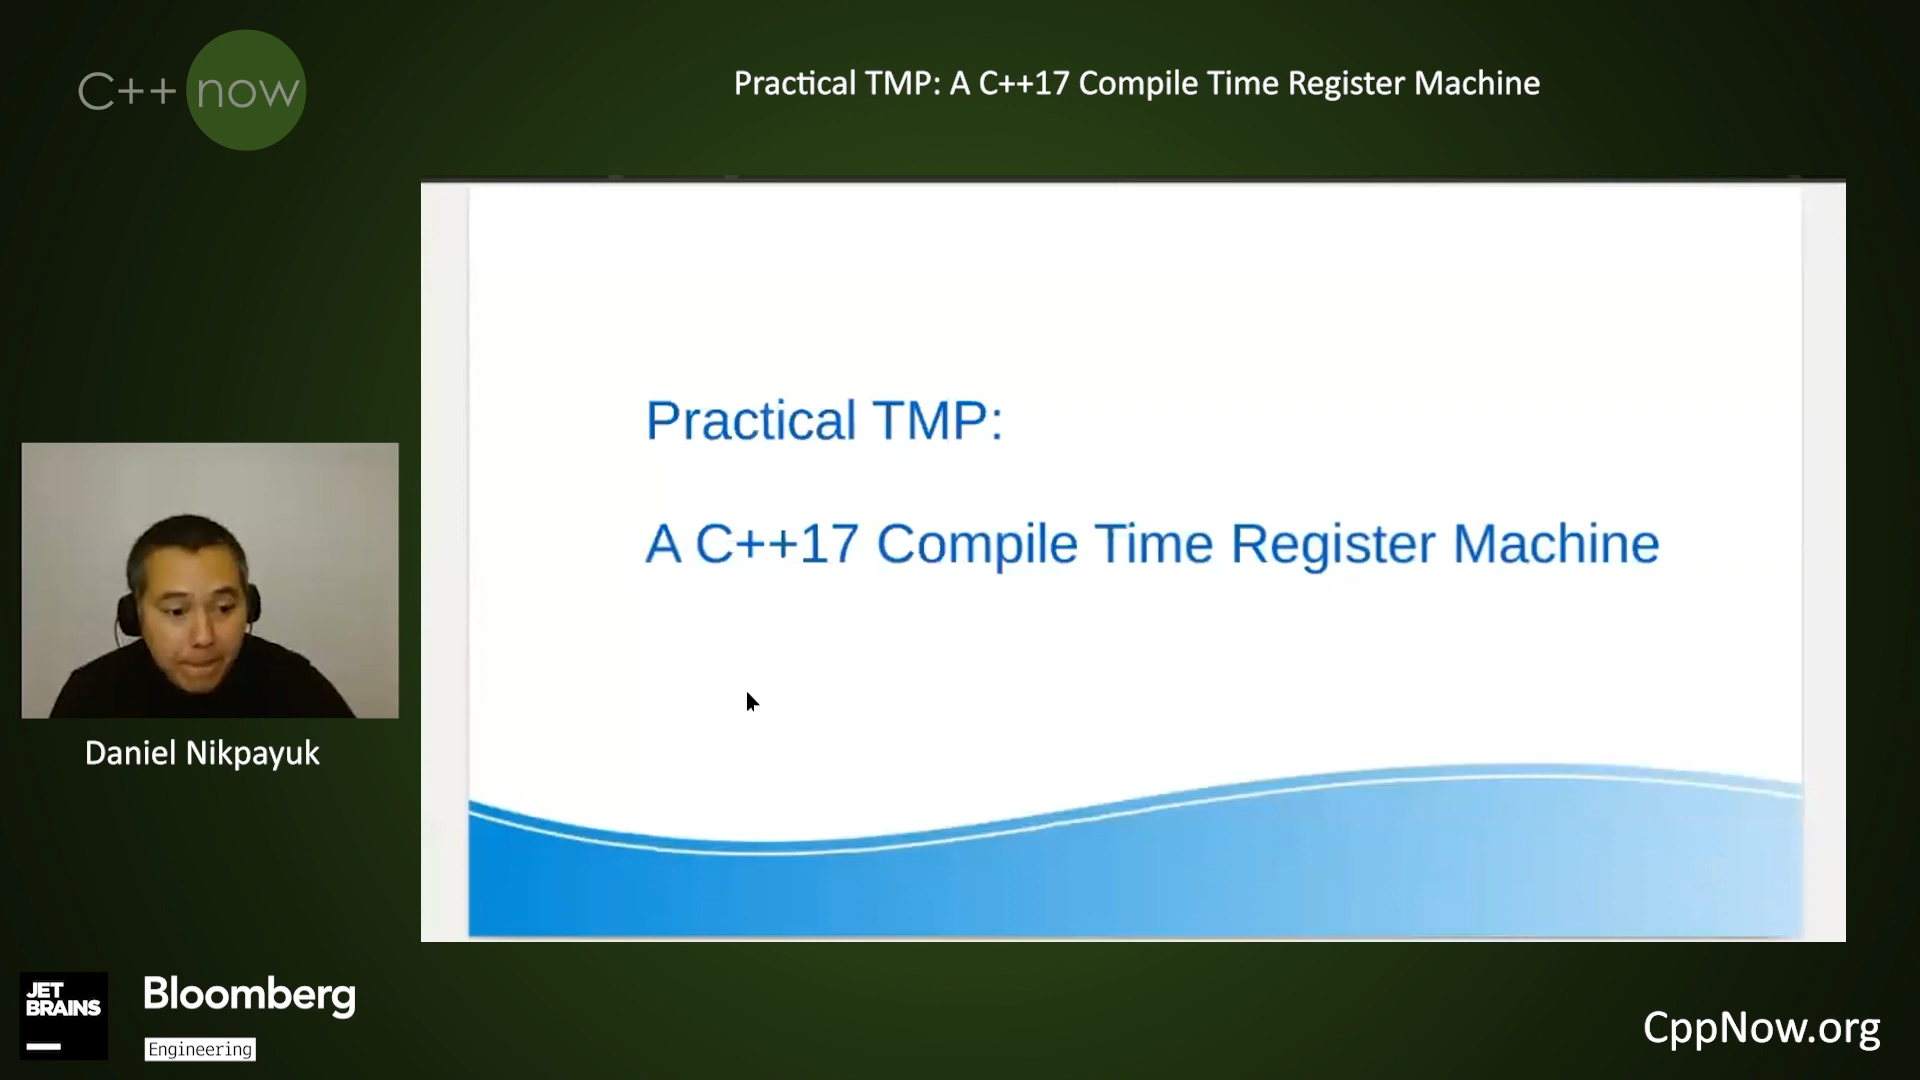 C++ now
Practical TMP: A C++17 Compile Time Register Machine
Practical TMP:
A C++17 Compile Time Register Machine
Daniel Nikpayuk
JET
BRAINS
Bloomberg
Engineering
CppNow.org